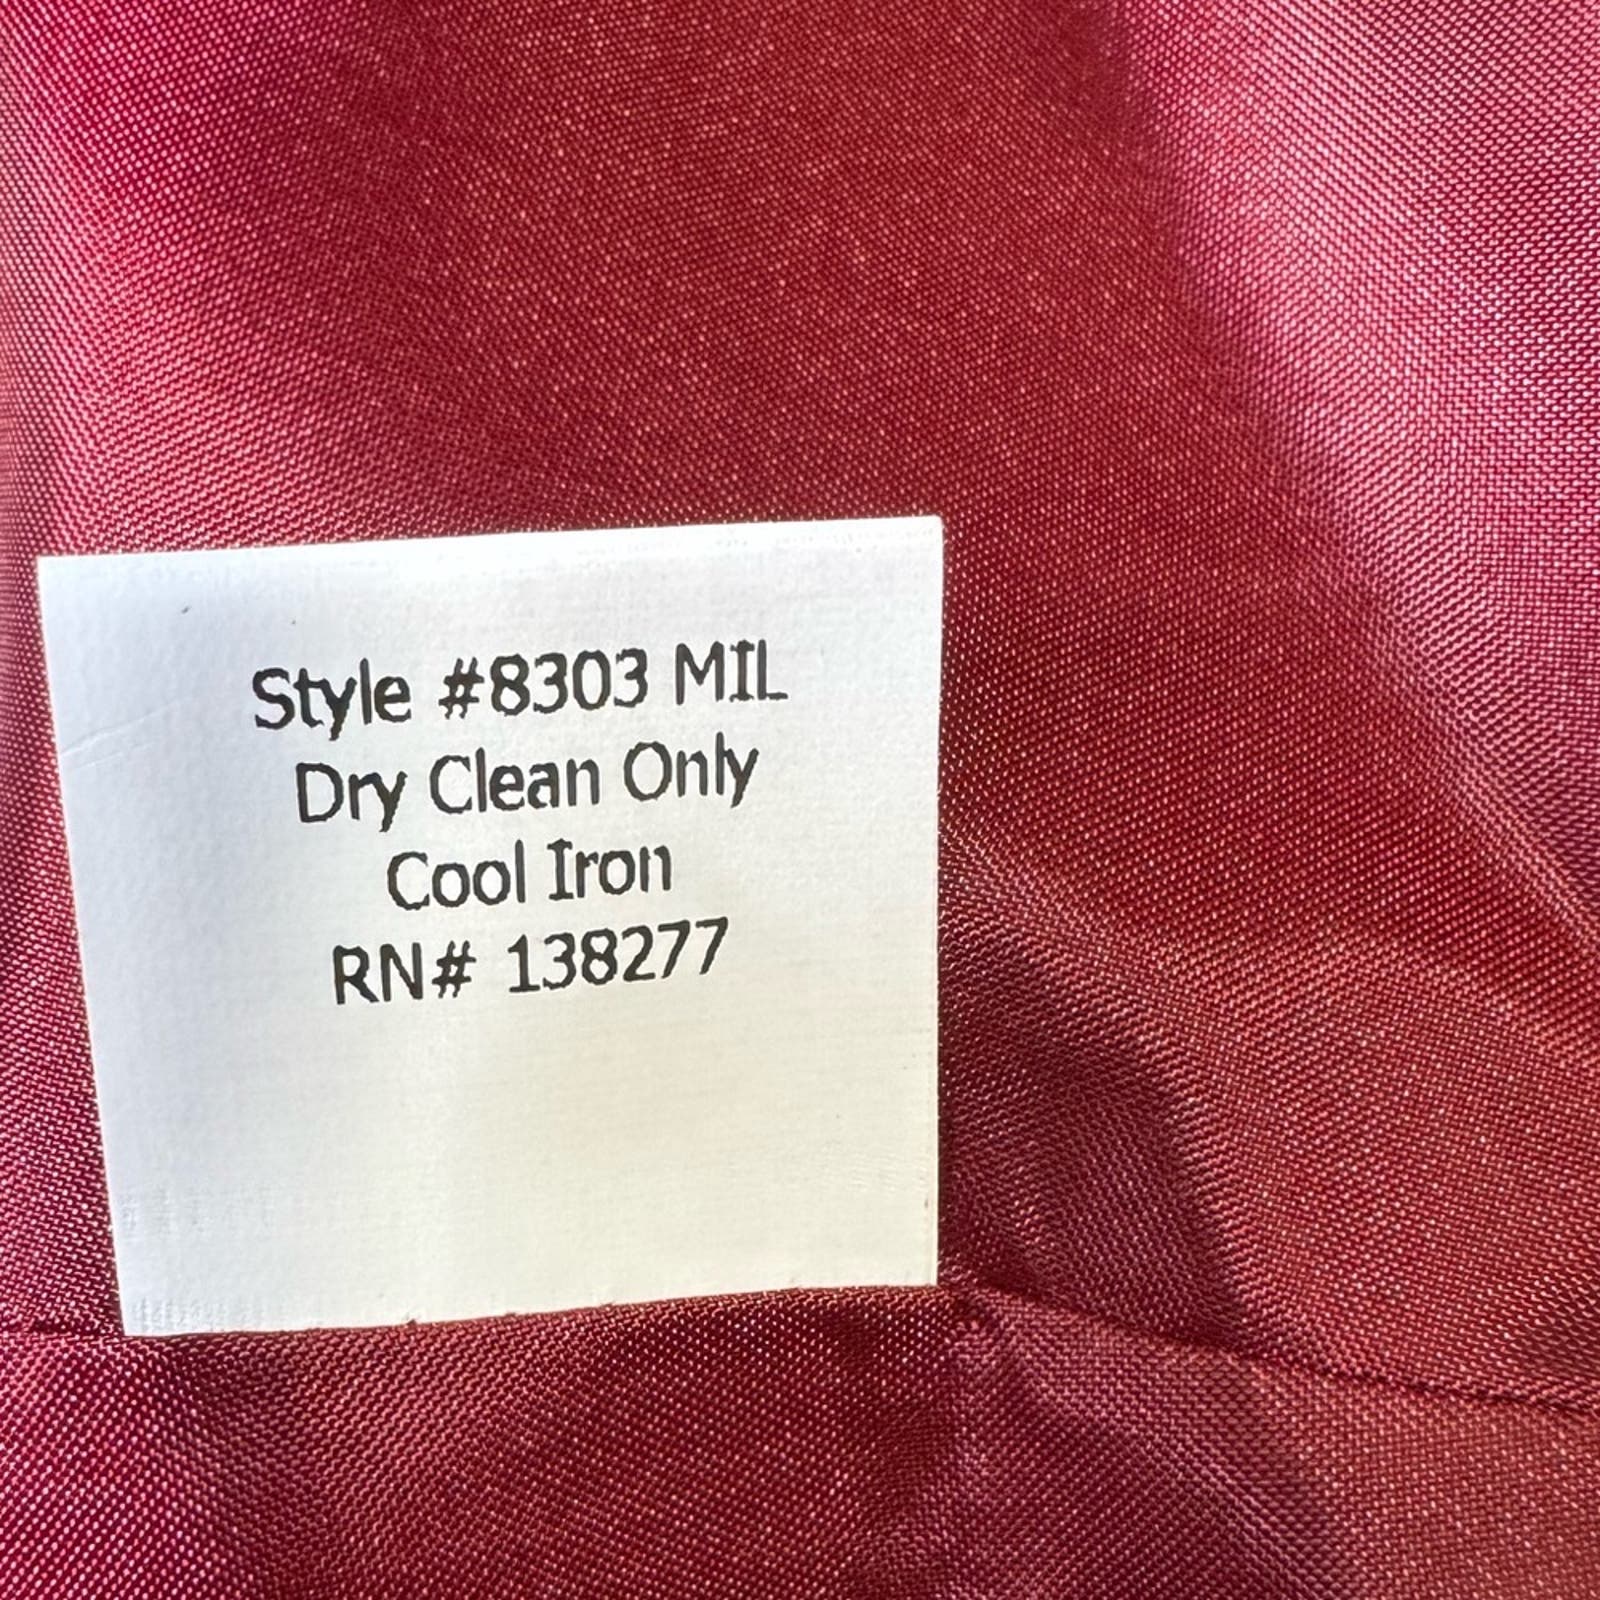 Style #8303 MIL
Dry Clean Only
Cool Iron
RN# 138277